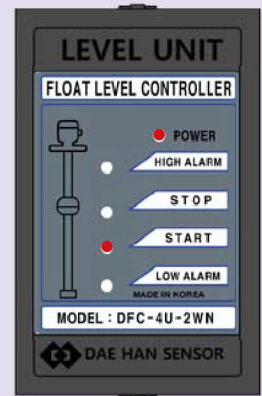 LEVEL UNIT
FLOAT LEVEL CONTROLLER
POWER
HIGH ALARM
STOP
START
LOW ALARM
MADE IN KOREA
MODEL : DFC-4U-2WN
DAE HAN SENSOR